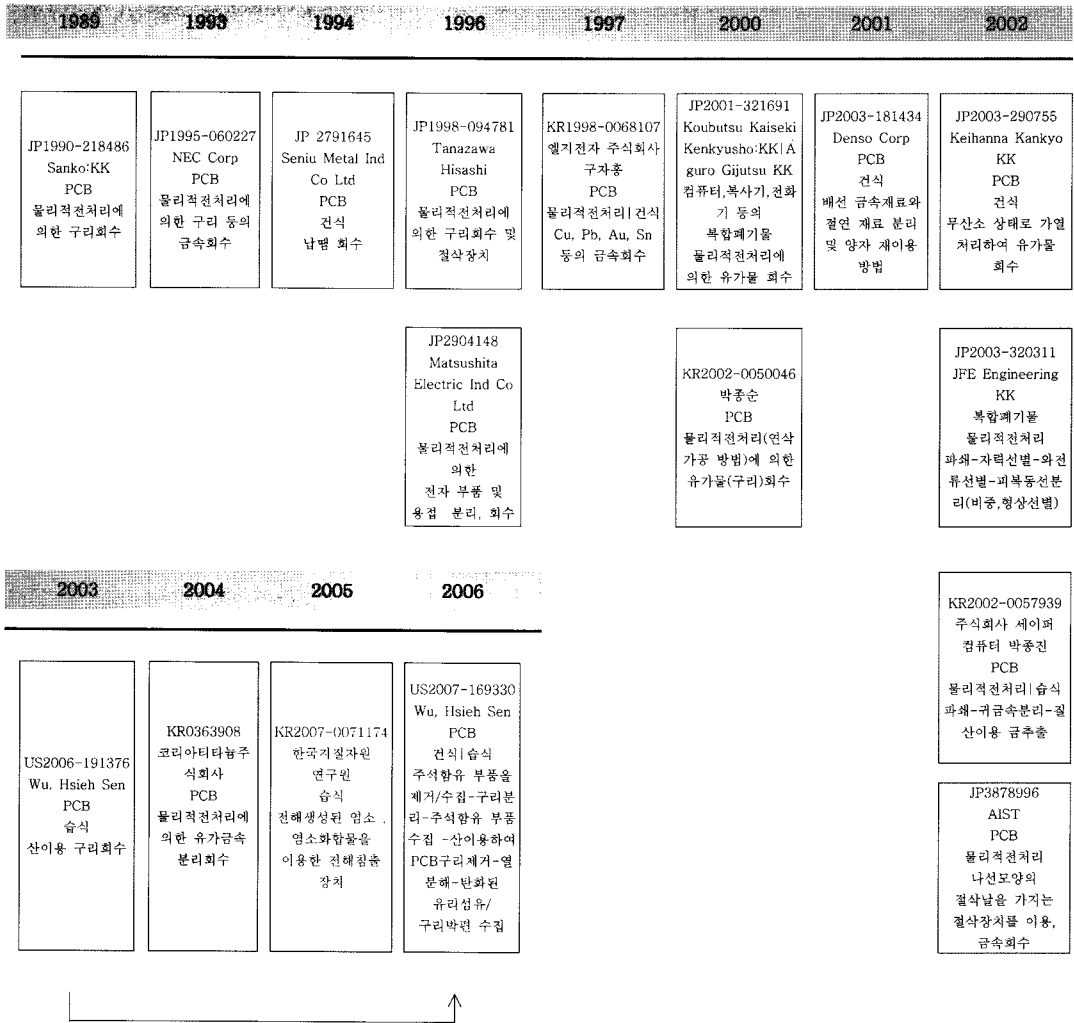 1989 1993 1994 1996 1997 2000 2001 2002
JP1990-218486
Sanko:KK
PCB
물리적전처리에
의한 구리회수
JP1995-060227
NEC Corp
PCB
물리적전처리에
의한 구리 등의
금속회수
JP 2791645
Seniu Metal Ind
Co Ltd
PCB
건식
납땜 회수
JP1998-094781
Tanazawa
Hisashi
PCB
물리적전처리에
의한 구리회수 및
절삭장치
KR1998-0068107
엘지전자 주식회사
구자홍
PCB
물리적전처리|건식
Cu, Pb, Au, Sn
등의 금속회수
JP2001-321691
Koubutsu Kaiseki
Kenkyusho:KK|A
guro Gijutsu KK
컴퓨터,복사기,전화
기 등의
복합폐기물
물리적전처리에
의한 유가물 회수
JP2003-181434
Denso Corp
PCB
건식
배선 금속재료와
절연 재료 분리
및 양자 재이용
방법
JP2003-290755
Keihanna Kankyo
KK
PCB
건식
무산소 상태로 가열
처리하여 유가물
회수
JP2904148
Matsushita
Electric Ind Co
Ltd
PCB
물리적전처리에
의한
전자 부품 및
용접 분리, 회수
KR2002-0050046
박종순
PCB
물리적전처리(연삭
가공 방법)에 의한
유가물(구리)회수
JP2003-320311
JFE Engineering
KK
복합폐기물
물리적전처리
파쇄-자력선별-와전
류선별-피복동선분
리(비중,형상선별)
KR2002-0057939
주식회사 세이퍼
컴퓨터 박종진
PCB
물리적전처리|습식
파쇄-귀금속분리-질
산이용 금추출
JP3878996
AIST
PCB
물리적전처리
나선모양의
절삭날을 가지는
절삭장치를 이용,
금속회수
2003 2004 2005 2006
US2006-191376
Wu, Hsieh Sen
PCB
습식
산이용 구리회수
KR0363908
코리아티타늄주
식회사
PCB
물리적전처리에
의한 유가금속
분리회수
KR2007-0071174
한국지질자원
연구원
습식
전해생성된 염소 ,
염소화합물을
이용한 전해침출
장치
US2007-169330
Wu, Hsieh Sen
PCB
건식|습식
주석함유 부품을
제거/수집-구리분
리-주석함유 부품
수집 -산이용하여
PCB구리제거-열
분해-탄화된
유리섬유/
구리박편 수집